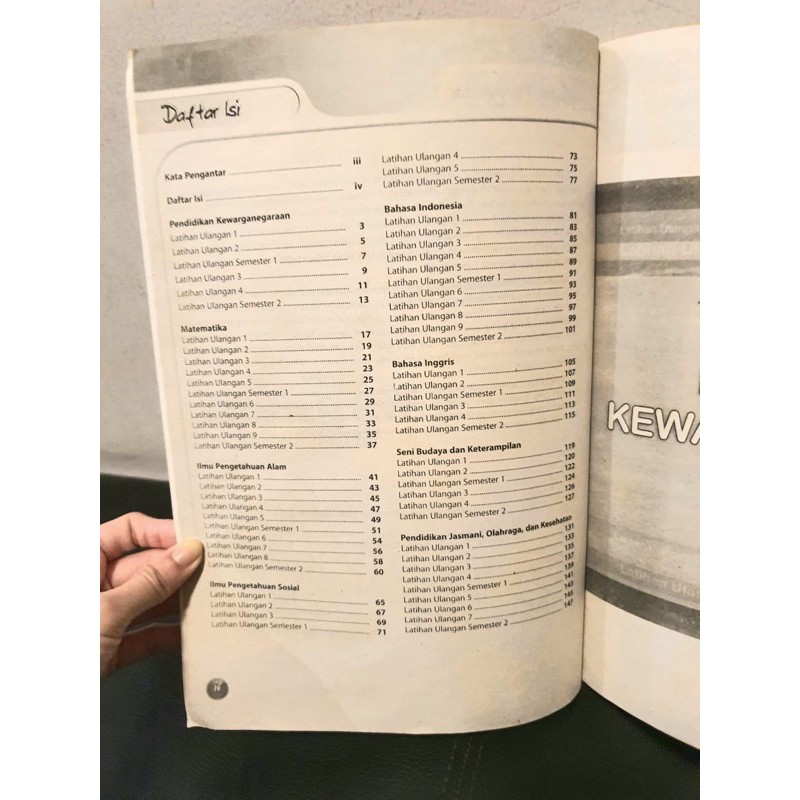 Daftar Isi
Kata Pengantar ... iii
Daftar Isi ... iv
Pendidikan Kewarganegaraan
Latihan Ulangan 1 ... 3
Latihan Ulangan 2 ... 5
Latihan Ulangan Semester 1 ... 7
Latihan Ulangan 3 ... 9
Latihan Ulangan 4 ... 11
Latihan Ulangan Semester 2 ... 13
Matematika
Latihan Ulangan 1 ... 17
Latihan Ulangan 2 ... 19
Latihan Ulangan 3 ... 21
Latihan Ulangan 4 ... 23
Latihan Ulangan 5 ... 25
Latihan Ulangan Semester 1 ... 27
Latihan Ulangan 6 ... 29
Latihan Ulangan 7 ... 31
Latihan Ulangan 8 ... 33
Latihan Ulangan 9 ... 35
Latihan Ulangan Semester 2 ... 37
Ilmu Pengetahuan Alam
Latihan Ulangan 1 ... 41
Latihan Ulangan 2 ... 43
Latihan Ulangan 3 ... 45
Latihan Ulangan 4 ... 47
Latihan Ulangan 5 ... 49
Latihan Ulangan Semester 1 ... 51
Latihan Ulangan 6 ... 54
Latihan Ulangan 7 ... 56
Latihan Ulangan 8 ... 58
Latihan Ulangan Semester 2 ... 60
Ilmu Pengetahuan Sosial
Latihan Ulangan 1 ... 65
Latihan Ulangan 2 ... 67
Latihan Ulangan 3 ... 69
Latihan Ulangan Semester 1 ... 71
Latihan Ulangan 4 ... 73
Latihan Ulangan 5 ... 75
Latihan Ulangan Semester 2 ... 77
Bahasa Indonesia
Latihan Ulangan 1 ... 81
Latihan Ulangan 2 ... 83
Latihan Ulangan 3 ... 85
Latihan Ulangan 4 ... 87
Latihan Ulangan 5 ... 89
Latihan Ulangan Semester 1 ... 91
Latihan Ulangan 6 ... 93
Latihan Ulangan 7 ... 95
Latihan Ulangan 8 ... 97
Latihan Ulangan 9 ... 99
Latihan Ulangan Semester 2 ... 101
Bahasa Inggris
Latihan Ulangan 1 ... 105
Latihan Ulangan 2 ... 107
Latihan Ulangan Semester 1 ... 109
Latihan Ulangan 3 ... 111
Latihan Ulangan 4 ... 113
Latihan Ulangan Semester 2 ... 115
Seni Budaya dan Keterampilan
Latihan Ulangan 1 ... 119
Latihan Ulangan 2 ... 120
Latihan Ulangan Semester 1 ... 122
Latihan Ulangan 3 ... 124
Latihan Ulangan 4 ... 126
Latihan Ulangan Semester 2 ... 127
Pendidikan Jasmani, Olahraga, dan Kesehatan
Latihan Ulangan 1 ... 131
Latihan Ulangan 2 ... 133
Latihan Ulangan 3 ... 135
Latihan Ulangan 4 ... 137
Latihan Ulangan Semester 1 ... 139
Latihan Ulangan 5 ... 141
Latihan Ulangan 6 ... 143
Latihan Ulangan 7 ... 145
Latihan Ulangan Semester 2 ... 147
iv
KEWA